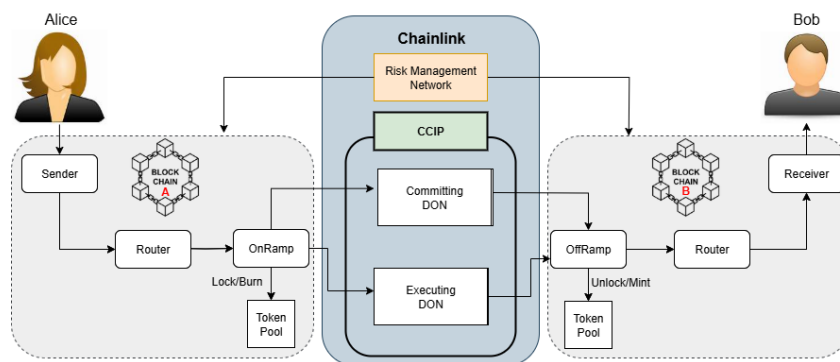 Alice
Chainlink
Bob
Risk Management
Network
CCIP
Sender
BLOCK
CHAIN
A
Committing
DON
BLOCK
CHAIN
B
Receiver
Router
OnRamp
OffRamp
Router
Lock/Burn
Executing
DON
Unlock/Mint
Token
Pool
Token
Pool